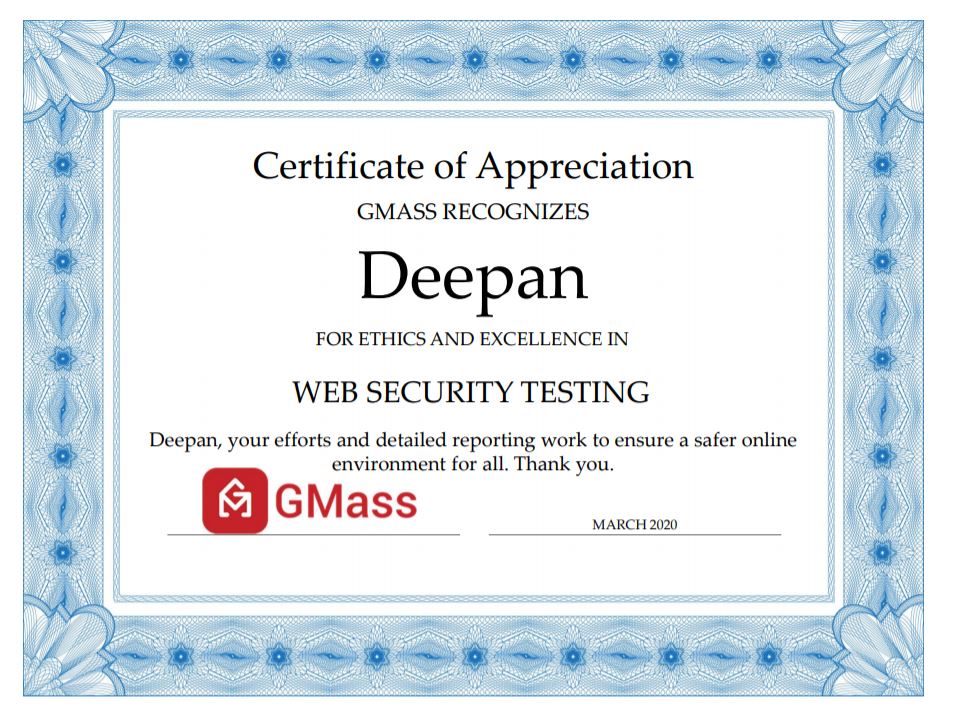 Certificate of Appreciation
GMASS RECOGNIZES
Deepan
FOR ETHICS AND EXCELLENCE IN
WEB SECURITY TESTING
Deepan, your efforts and detailed reporting work to ensure a safer online
environment for all. Thank you.
GMass
MARCH 2020